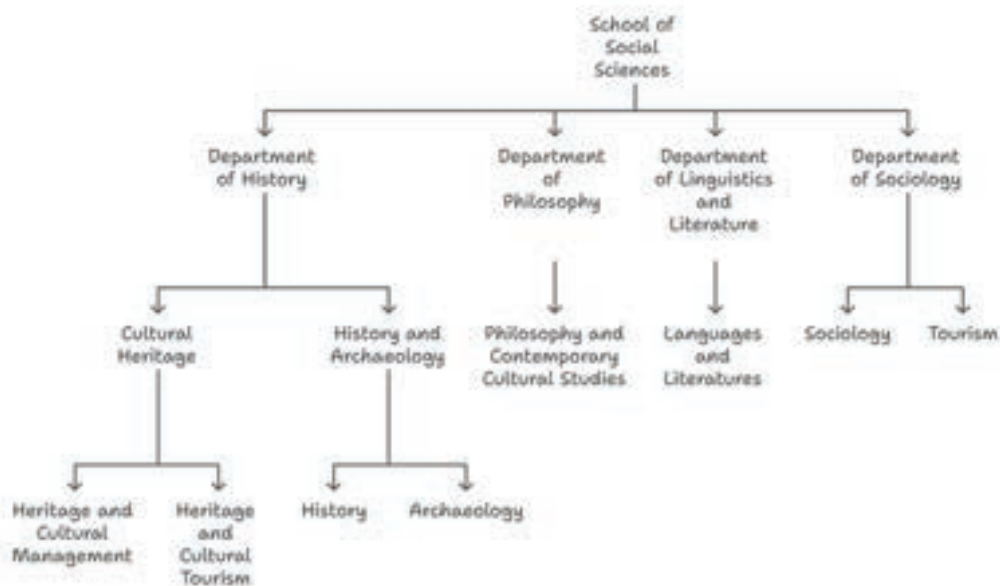 School of
Social
Sciences
Department
of History
Department
of
Philosophy
Department
of Linguistics
and
Literature
Department
of Sociology
Cultural
Heritage
History and
Archaeology
Philosophy and
Contemporary
Cultural Studies
Languages
and
Literatures
Sociology
Tourism
Heritage and
Cultural
Management
Heritage
and
Cultural
Tourism
History
Archaeology